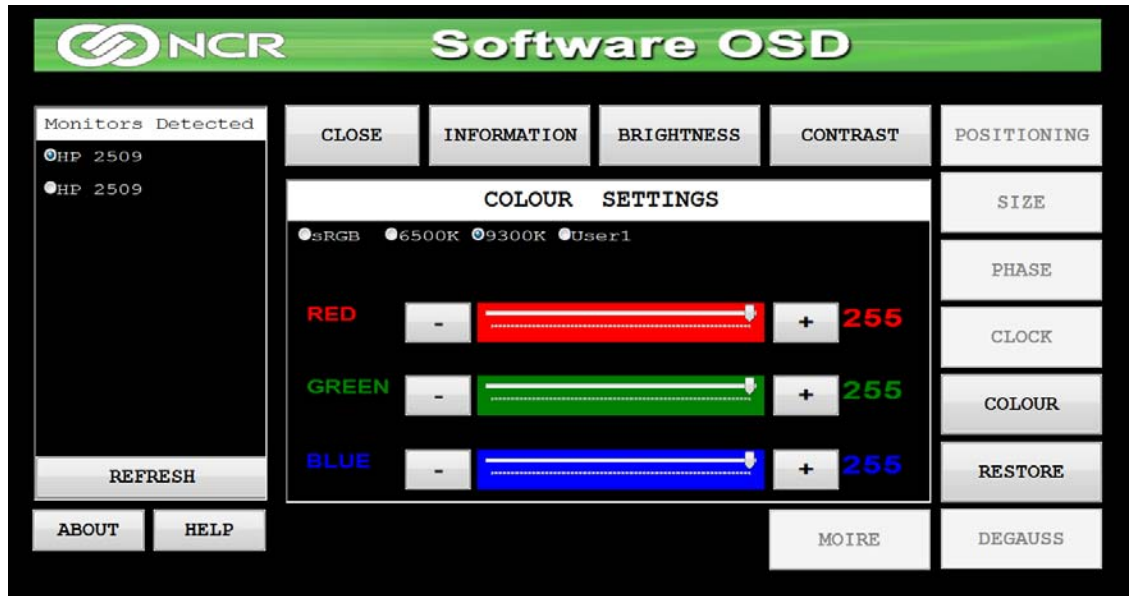 NCR Software OSD
Monitors Detected
HP 2509
HP 2509
REFRESH
ABOUT HELP
CLOSE INFORMATION BRIGHTNESS CONTRAST POSITIONING
COLOUR SETTINGS
sRGB 6500K 9300K User1
RED - + 255
GREEN - + 255
BLUE - + 255
SIZE
PHASE
CLOCK
COLOUR
RESTORE
MOIRE DEGAUSS